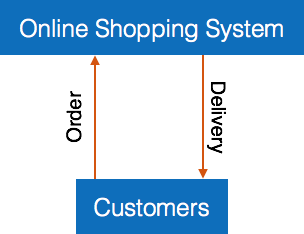 Online Shopping System
Order
Delivery
Customers